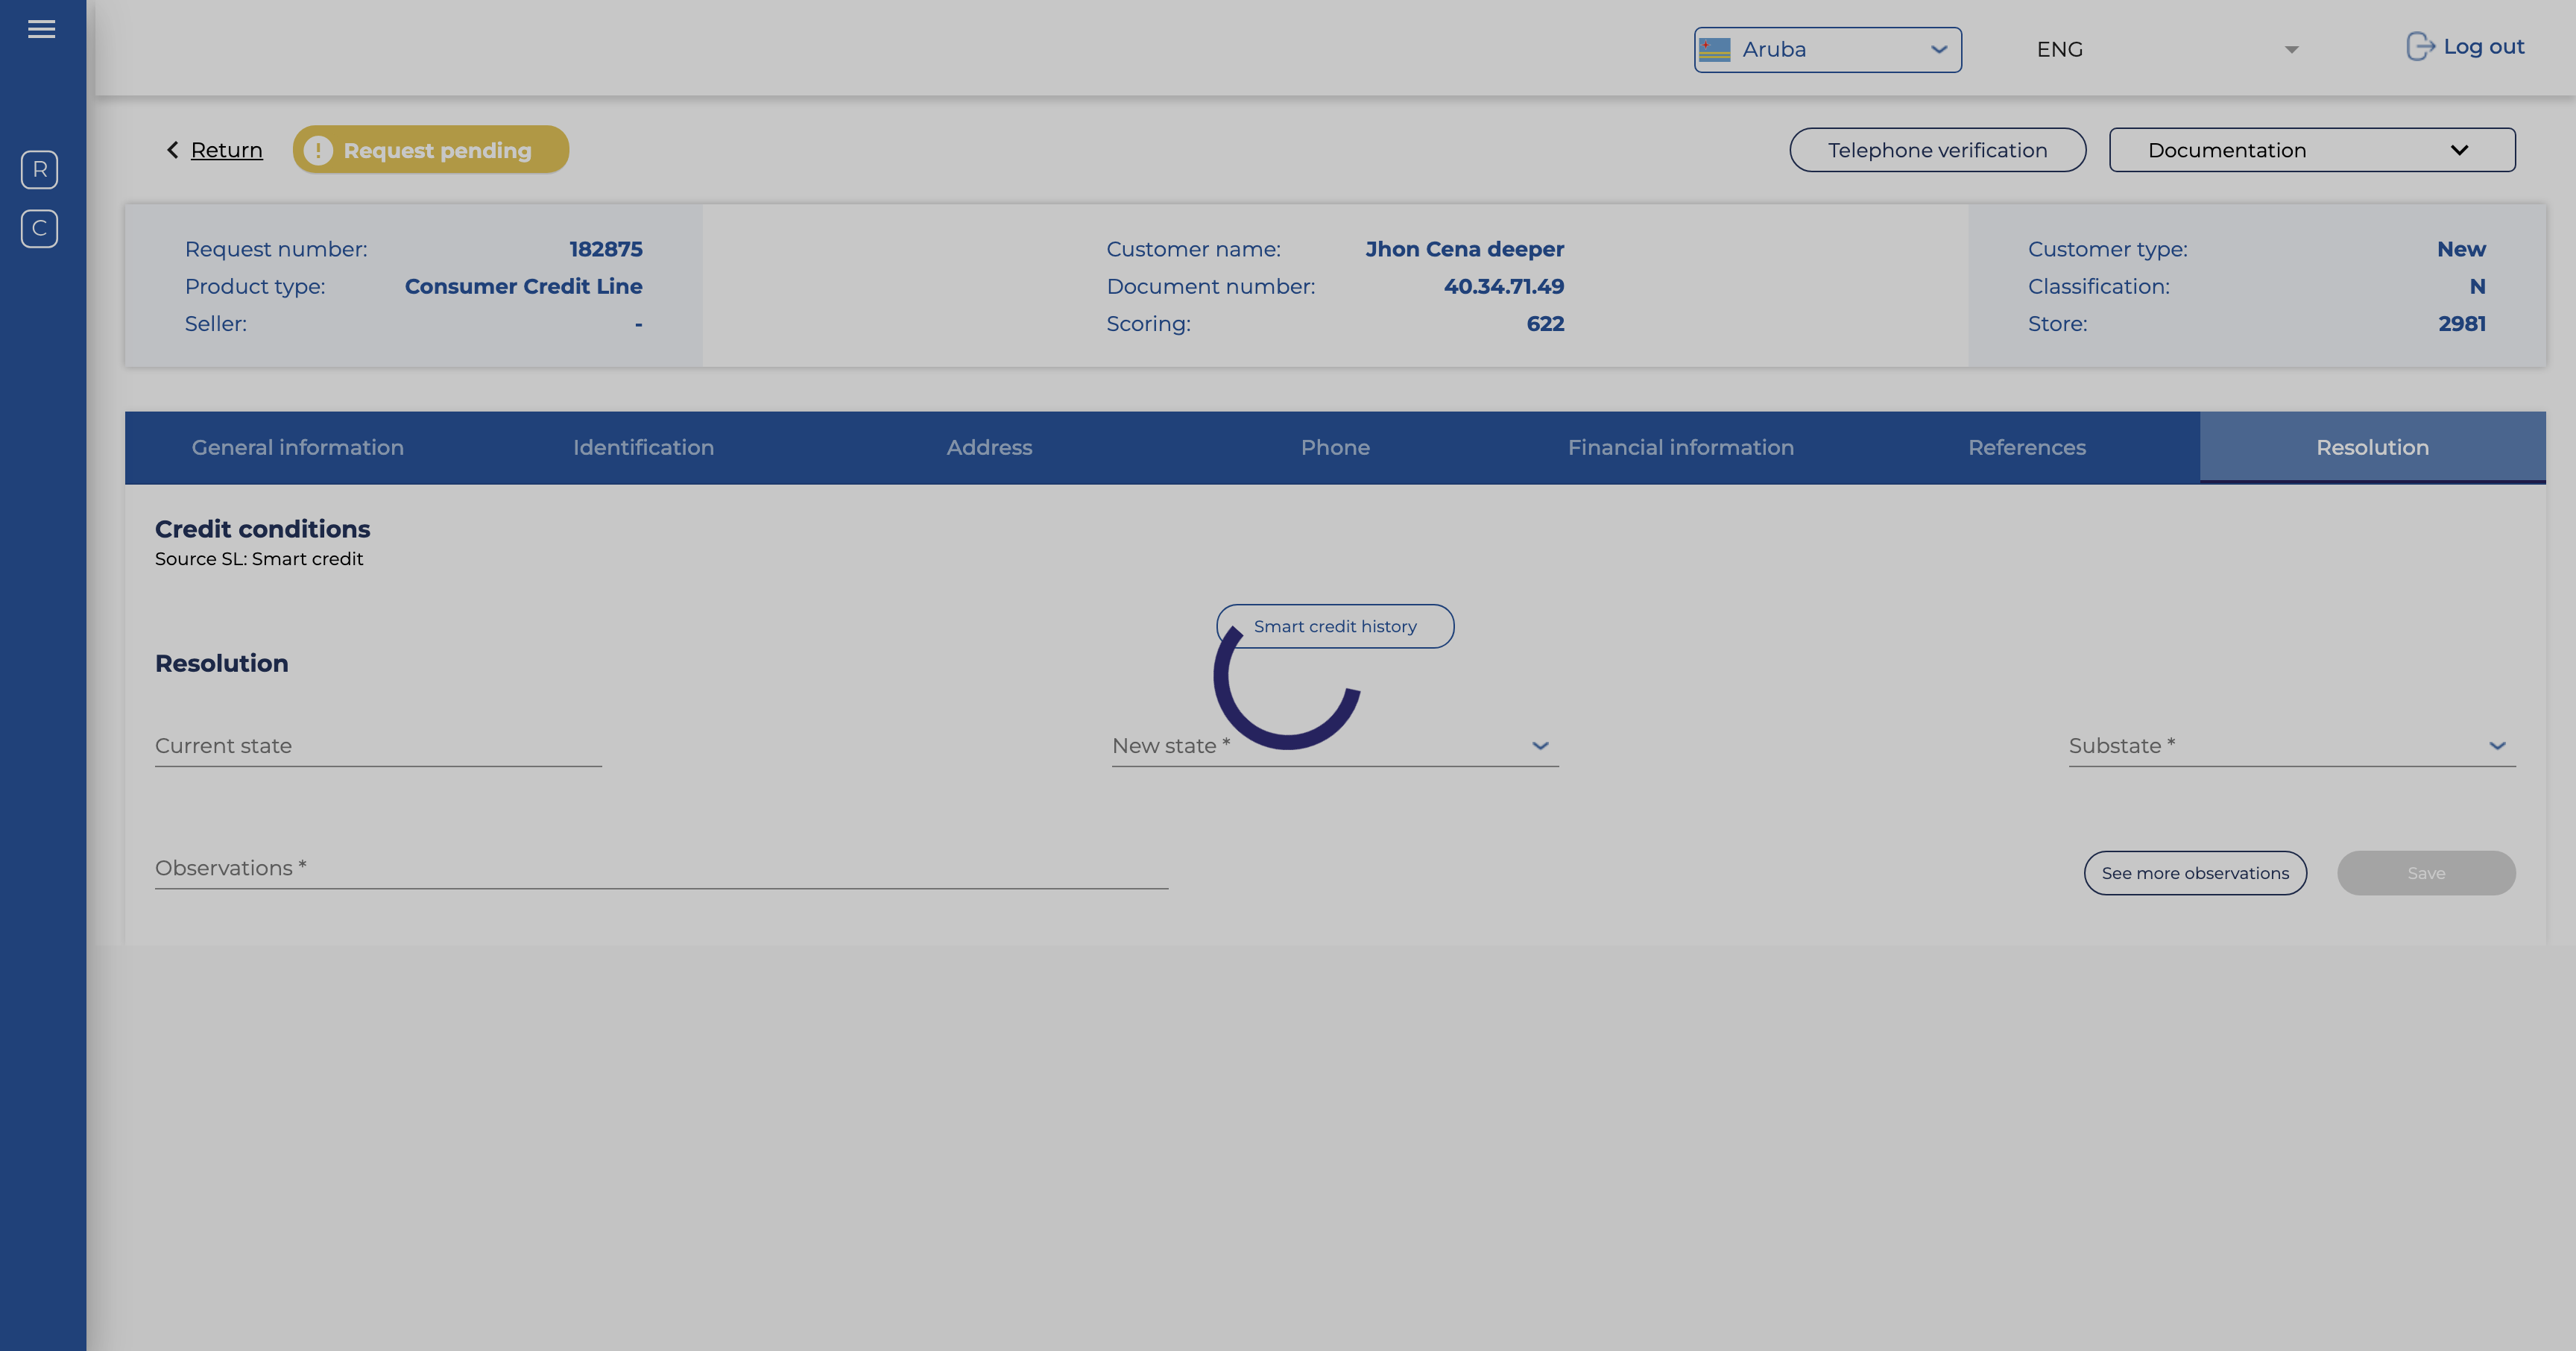 Aruba
ENG
Log out
R
C
Return
Request pending
Telephone verification
Documentation
Request number: 182875
Product type: Consumer Credit Line
Seller: -
Customer name: Jhon Cena deeper
Document number: 40.34.71.49
Scoring: 622
Customer type: New
Classification: N
Store: 2981
General information
Identification
Address
Phone
Financial information
References
Resolution
Credit conditions
Source SL: Smart credit
Smart credit history
Resolution
Current state
New state *
Substate *
Observations *
See more observations
Save